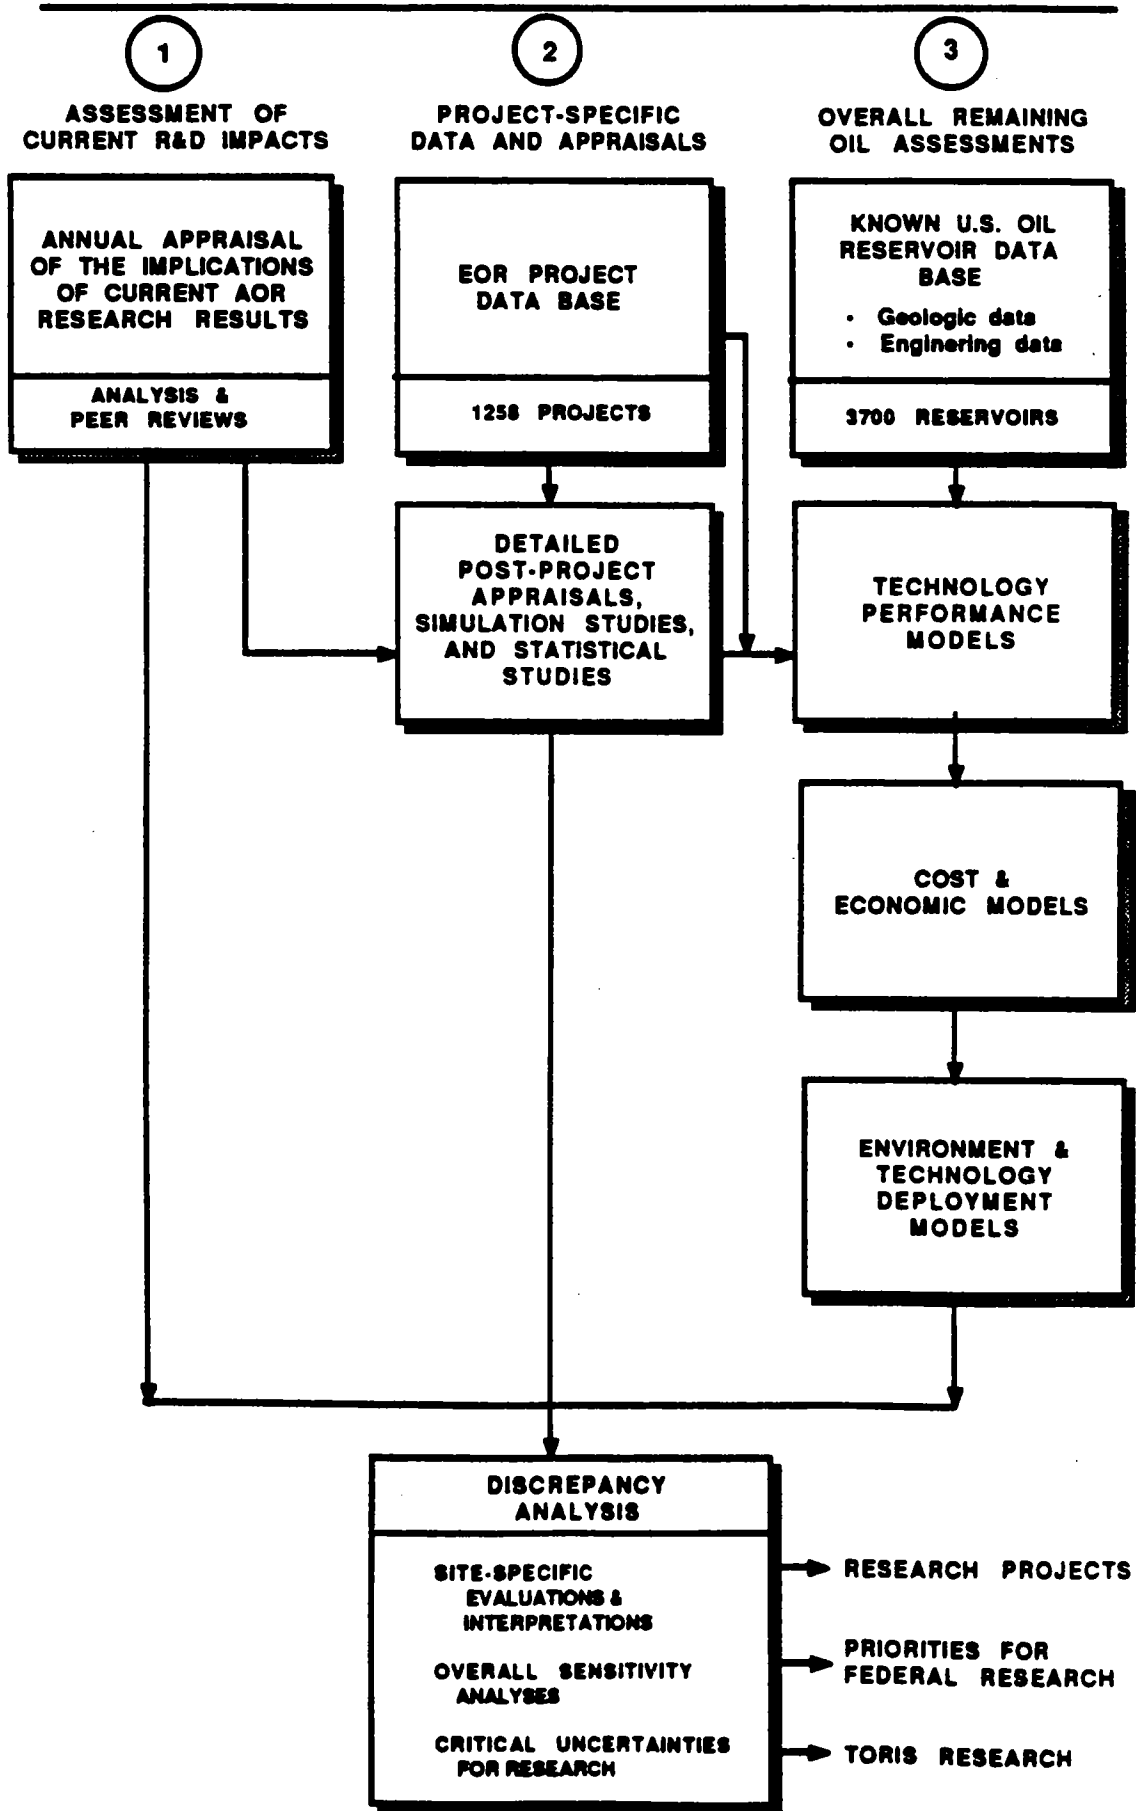 1
ASSESSMENT OF
CURRENT R&D IMPACTS
ANNUAL APPRAISAL
OF THE IMPLICATIONS
OF CURRENT AOR
RESEARCH RESULTS
ANALYSIS &
PEER REVIEWS
2
PROJECT-SPECIFIC
DATA AND APPRAISALS
EOR PROJECT
DATA BASE
1258 PROJECTS
DETAILED
POST-PROJECT
APPRAISALS,
SIMULATION STUDIES,
AND STATISTICAL
STUDIES
3
OVERALL REMAINING
OIL ASSESSMENTS
KNOWN U.S. OIL
RESERVOIR DATA
BASE
• Geologic data
• Enginering data
3700 RESERVOIRS
TECHNOLOGY
PERFORMANCE
MODELS
COST &
ECONOMIC MODELS
ENVIRONMENT &
TECHNOLOGY
DEPLOYMENT
MODELS
DISCREPANCY
ANALYSIS
SITE-SPECIFIC
EVALUATIONS &
INTERPRETATIONS
OVERALL SENSITIVITY
ANALYSES
CRITICAL UNCERTAINTIES
FOR RESEARCH
RESEARCH PROJECTS
PRIORITIES FOR
FEDERAL RESEARCH
TORIS RESEARCH